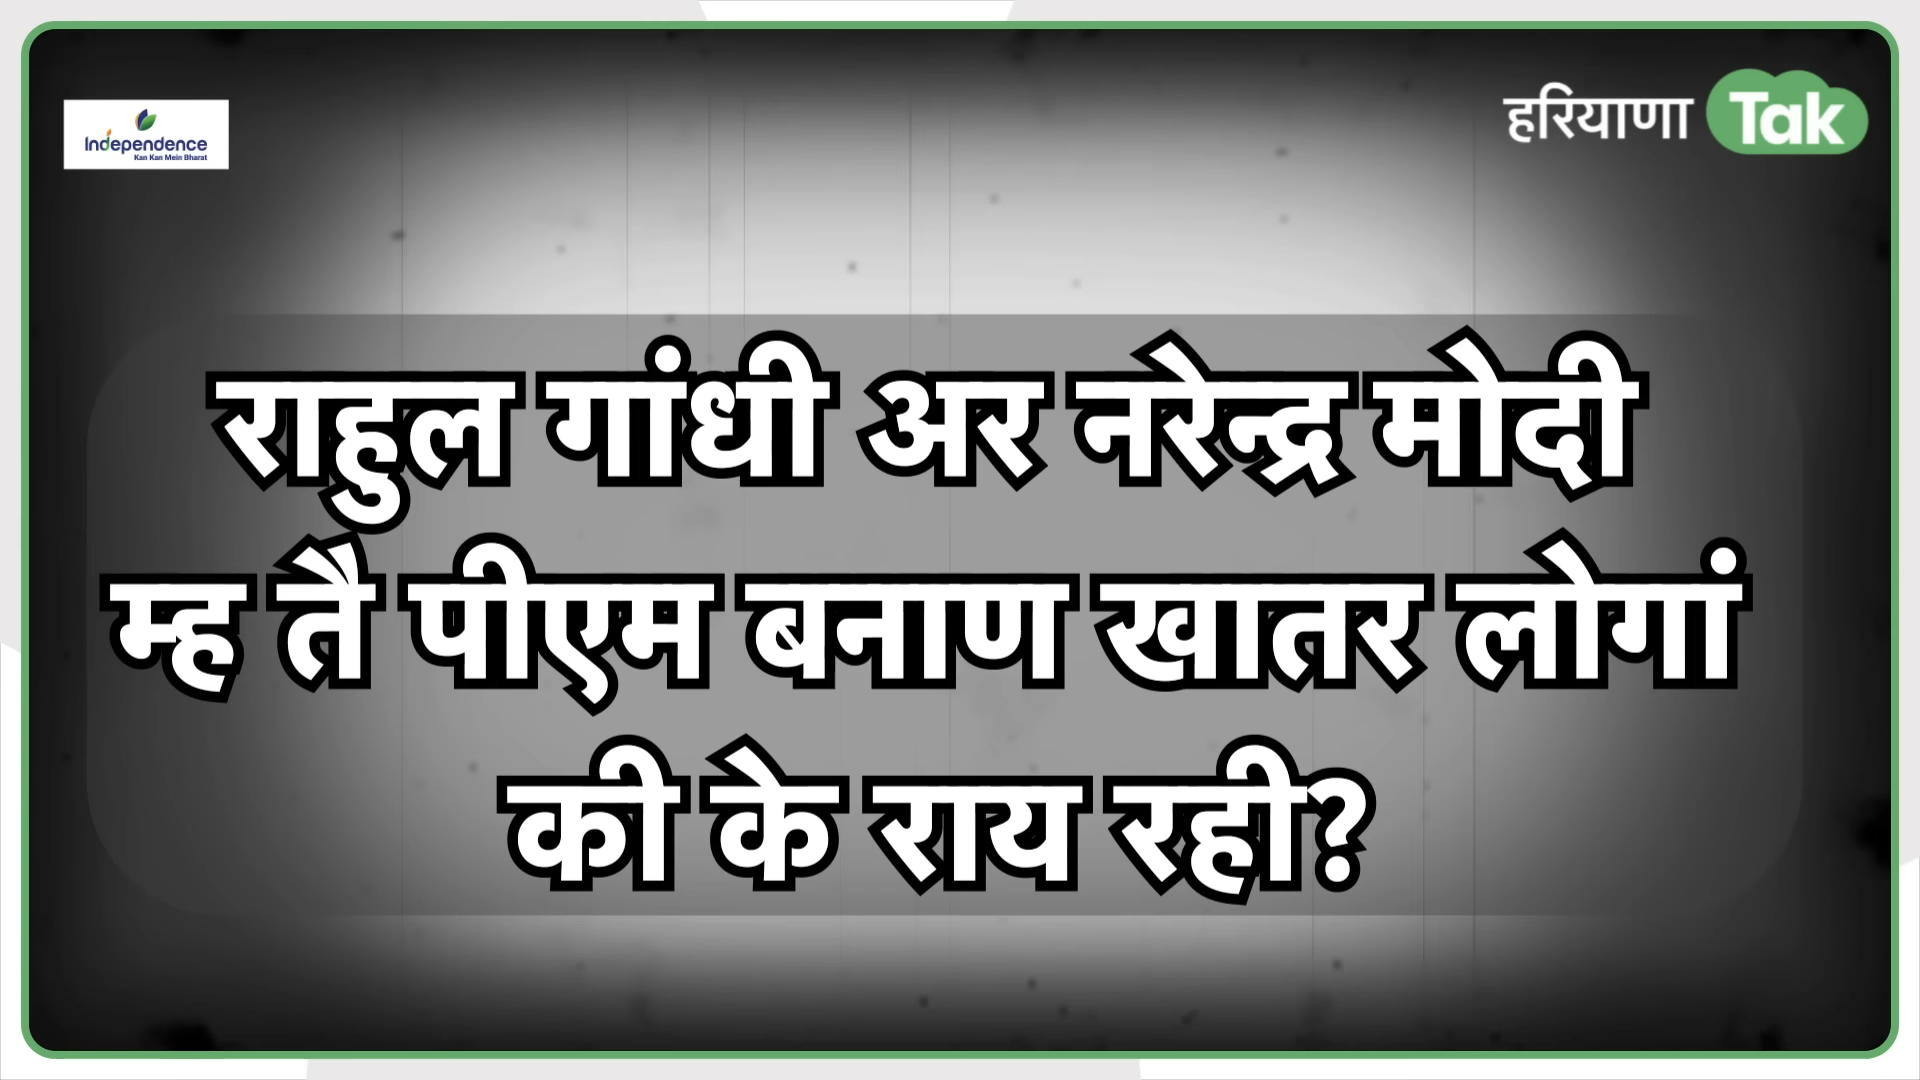 Independence
Kan Kan Mein Bharat
हरियाणा Tak
राहुल गांधी अर नरेन्द्र मोदी
म्ह तै पीएम बनाण खातर लोगां
की के राय रही?